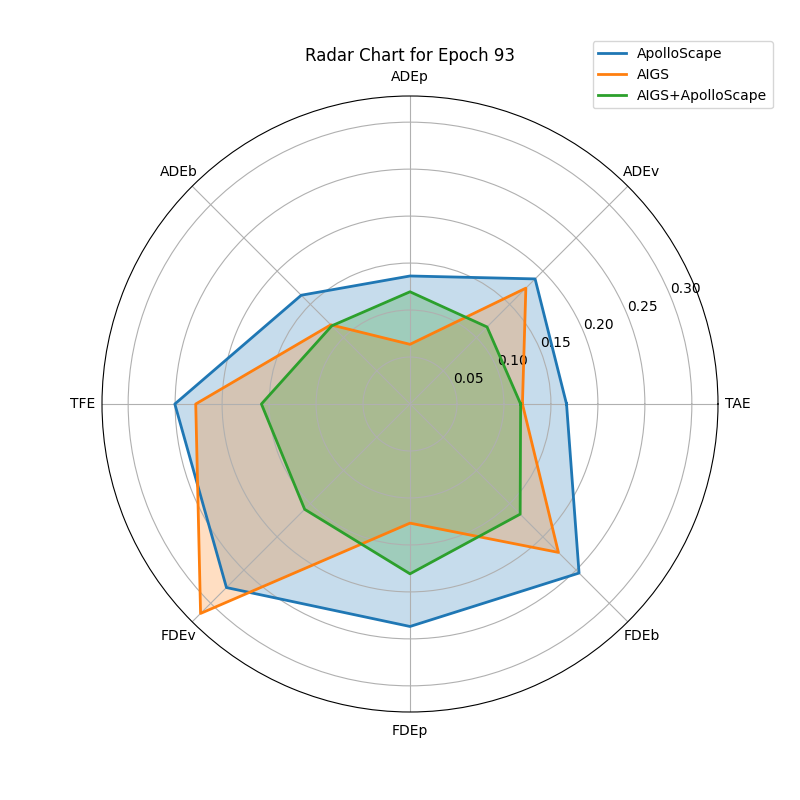 Radar Chart for Epoch 93
ApolloScape
AIGS
AIGS+ApolloScape
ADEp
ADEb
ADEv
0.30
0.25
0.20
0.15
0.10
0.05
TFE
TAE
FDEv
FDEb
FDEp